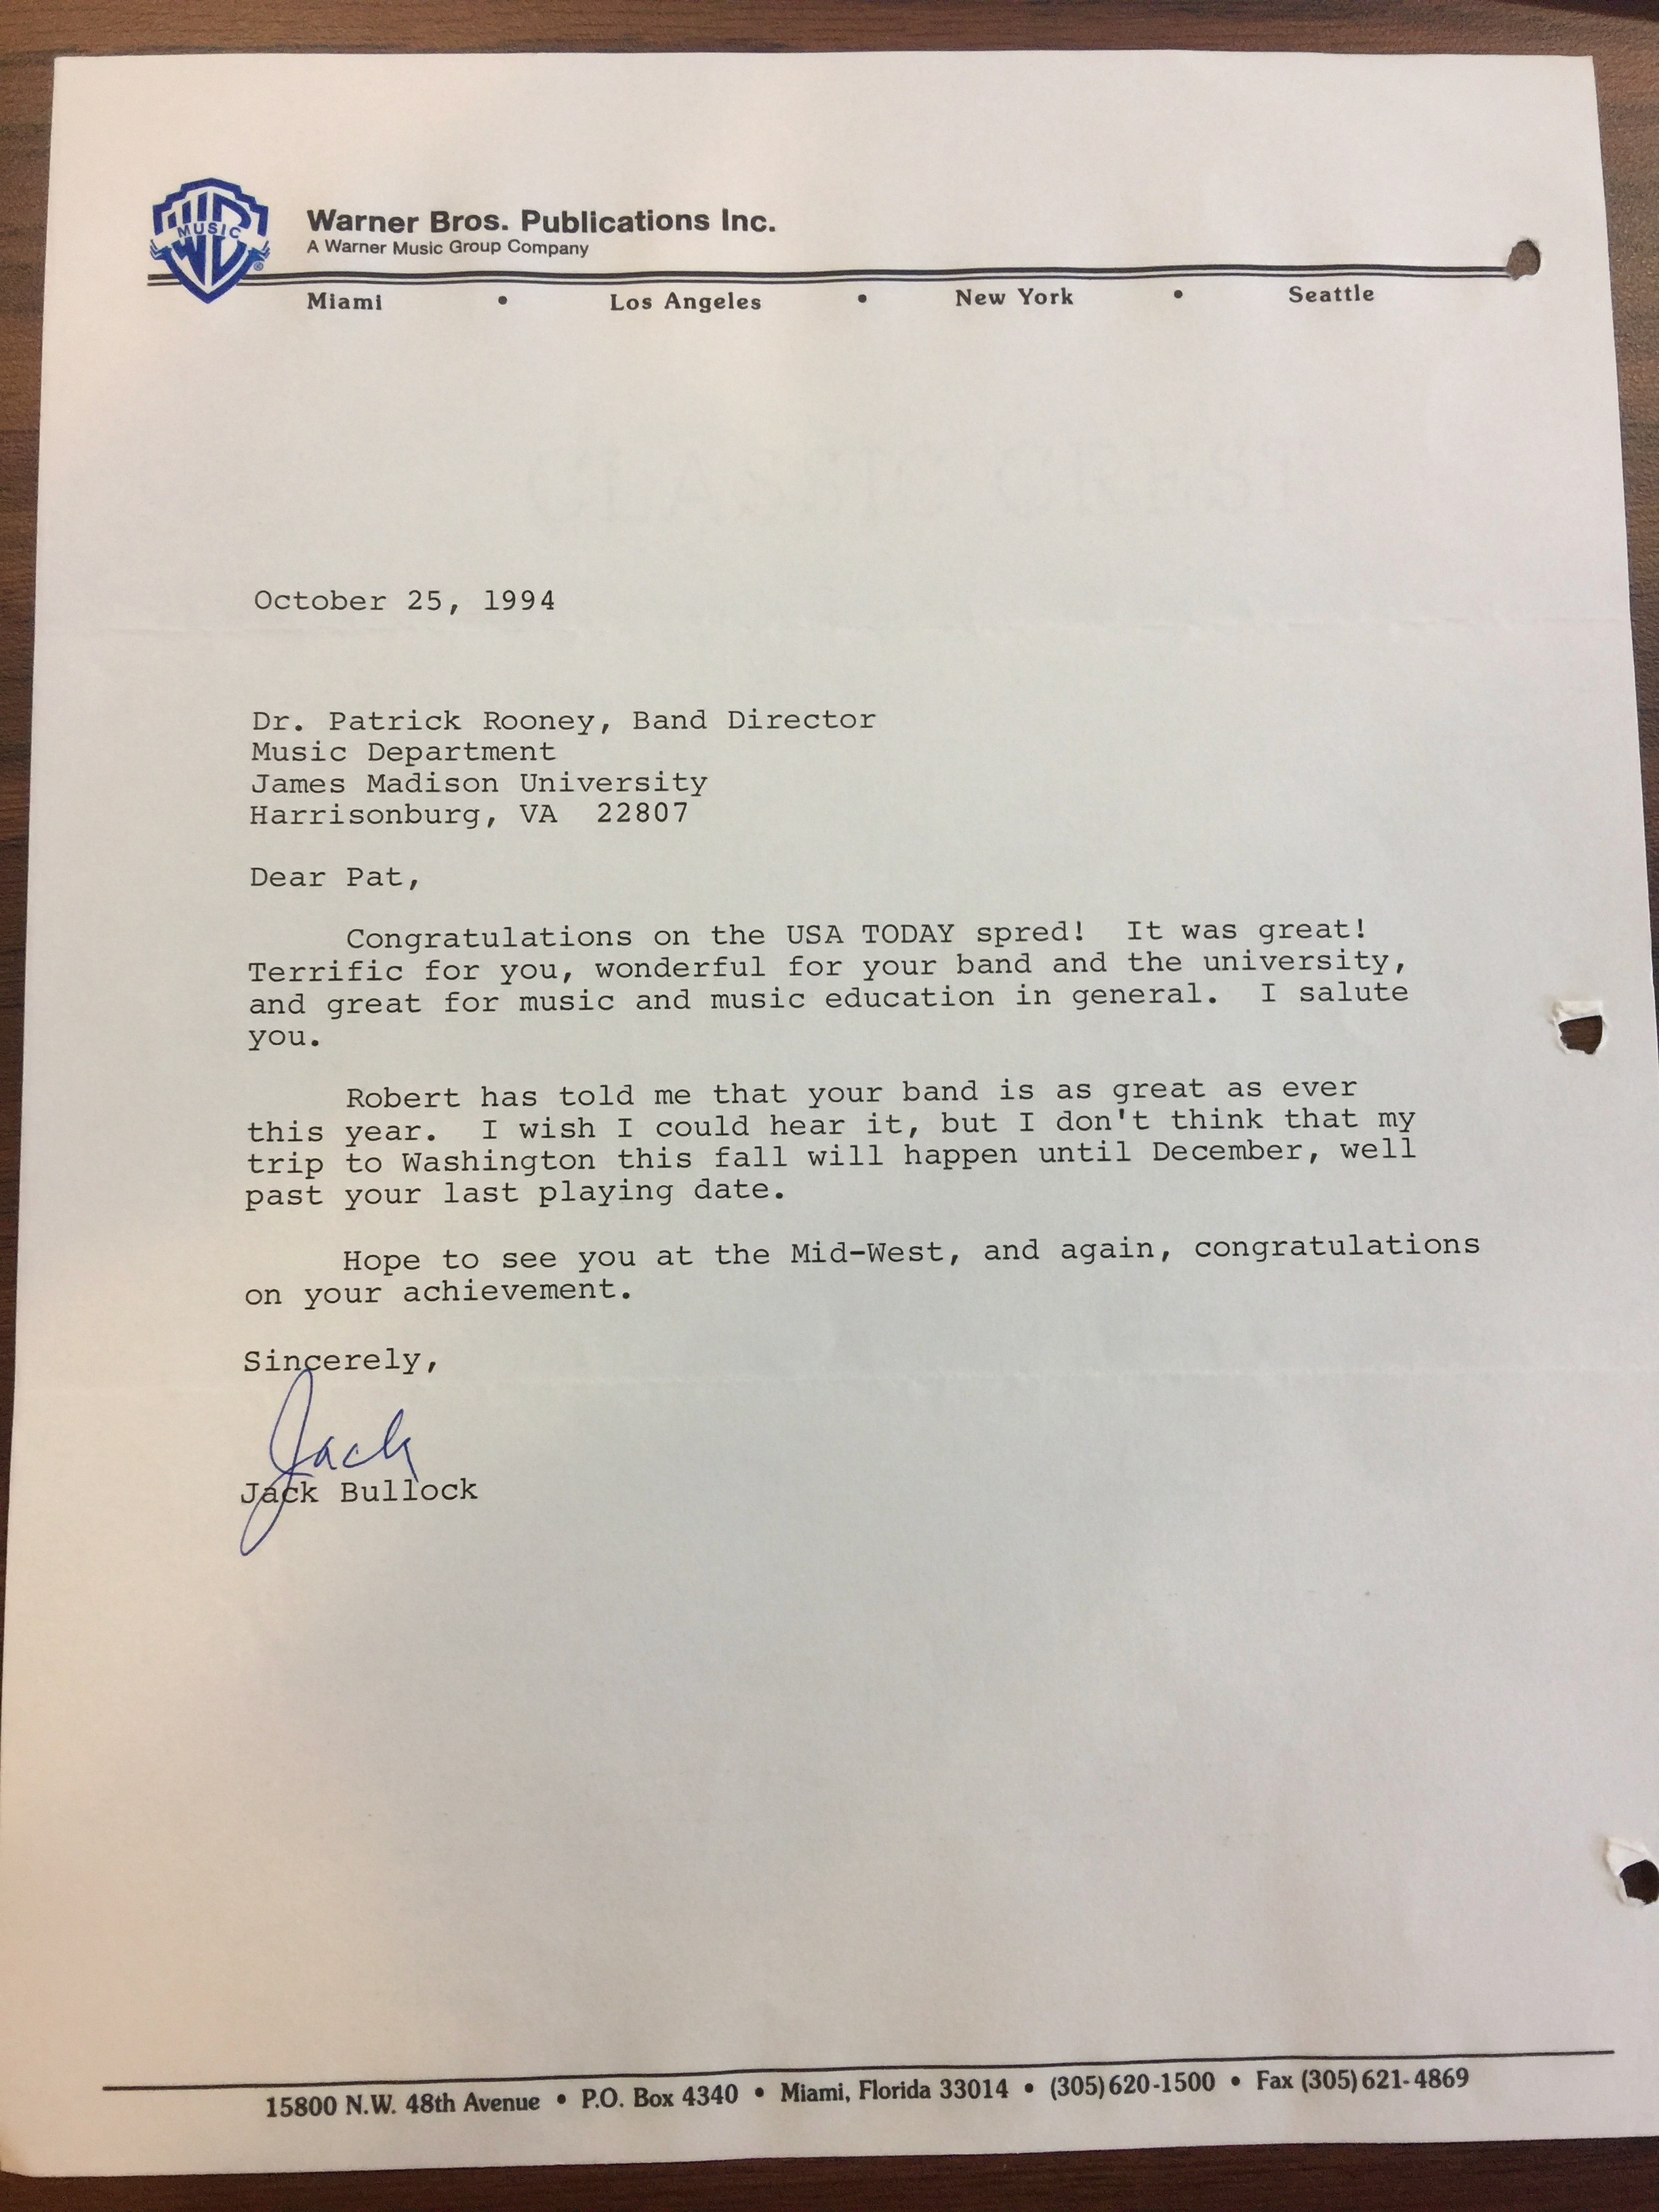 WB
MUSIC
®
Warner Bros. Publications Inc.
A Warner Music Group Company
Miami • Los Angeles • New York • Seattle
CLASSIC CREST
October 25, 1994
Dr. Patrick Rooney, Band Director
Music Department
James Madison University
Harrisonburg, VA  22807
Dear Pat,
Congratulations on the USA TODAY spred!  It was great!
Terrific for you, wonderful for your band and the university,
and great for music and music education in general.  I salute
you.
Robert has told me that your band is as great as ever
this year.  I wish I could hear it, but I don't think that my
trip to Washington this fall will happen until December, well
past your last playing date.
Hope to see you at the Mid-West, and again, congratulations
on your achievement.
Sincerely,
Jack
Jack Bullock
15800 N.W. 48th Avenue • P.O. Box 4340 • Miami, Florida 33014 • (305) 620-1500 • Fax (305) 621-4869